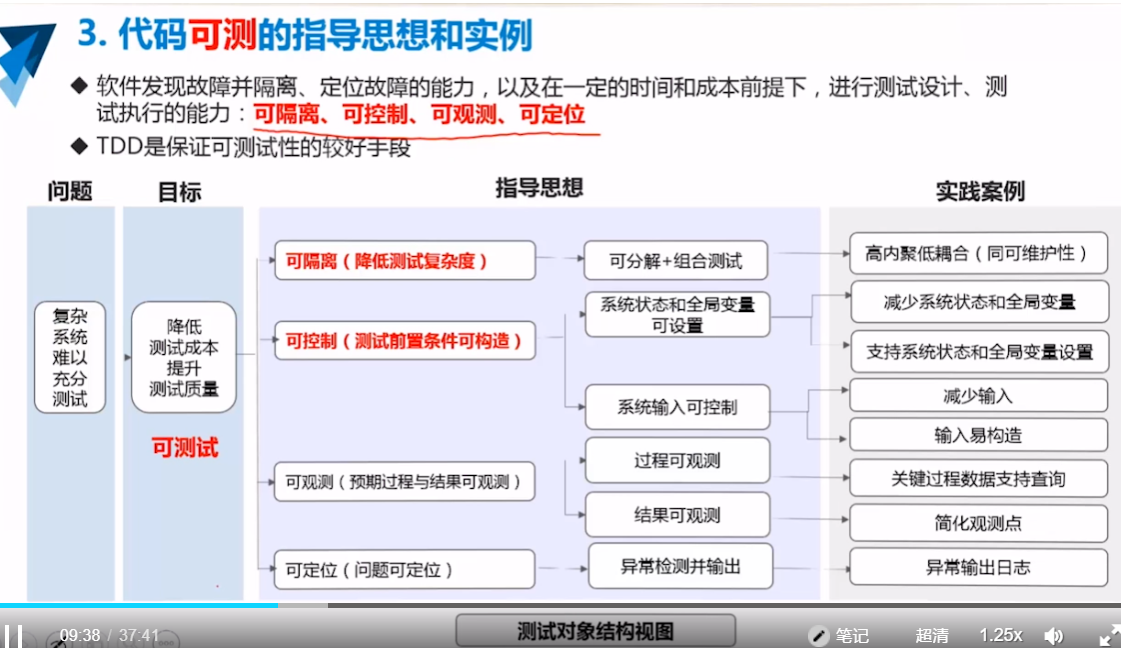 3. 代码可测的指导思想和实例
◆ 软件发现故障并隔离、定位故障的能力，以及在一定的时间和成本前提下，进行测试设计、测
试执行的能力：可隔离、可控制、可观测、可定位
◆ TDD是保证可测试性的较好手段
问题
目标
指导思想
实践案例
复杂
系统
难以
充分
测试
降低
测试成本
提升
测试质量
可测试
可隔离（降低测试复杂度）
可分解+组合测试
高内聚低耦合（同可维护性）
可控制（测试前置条件可构造）
系统状态和全局变量
可设置
减少系统状态和全局变量
支持系统状态和全局变量设置
系统输入可控制
减少输入
输入易构造
可观测（预期过程与结果可观测）
过程可观测
关键过程数据支持查询
结果可观测
简化观测点
可定位（问题可定位）
异常检测并输出
异常输出日志
09:38 / 37:41
测试对象结构视图
笔记
超清
1.25x